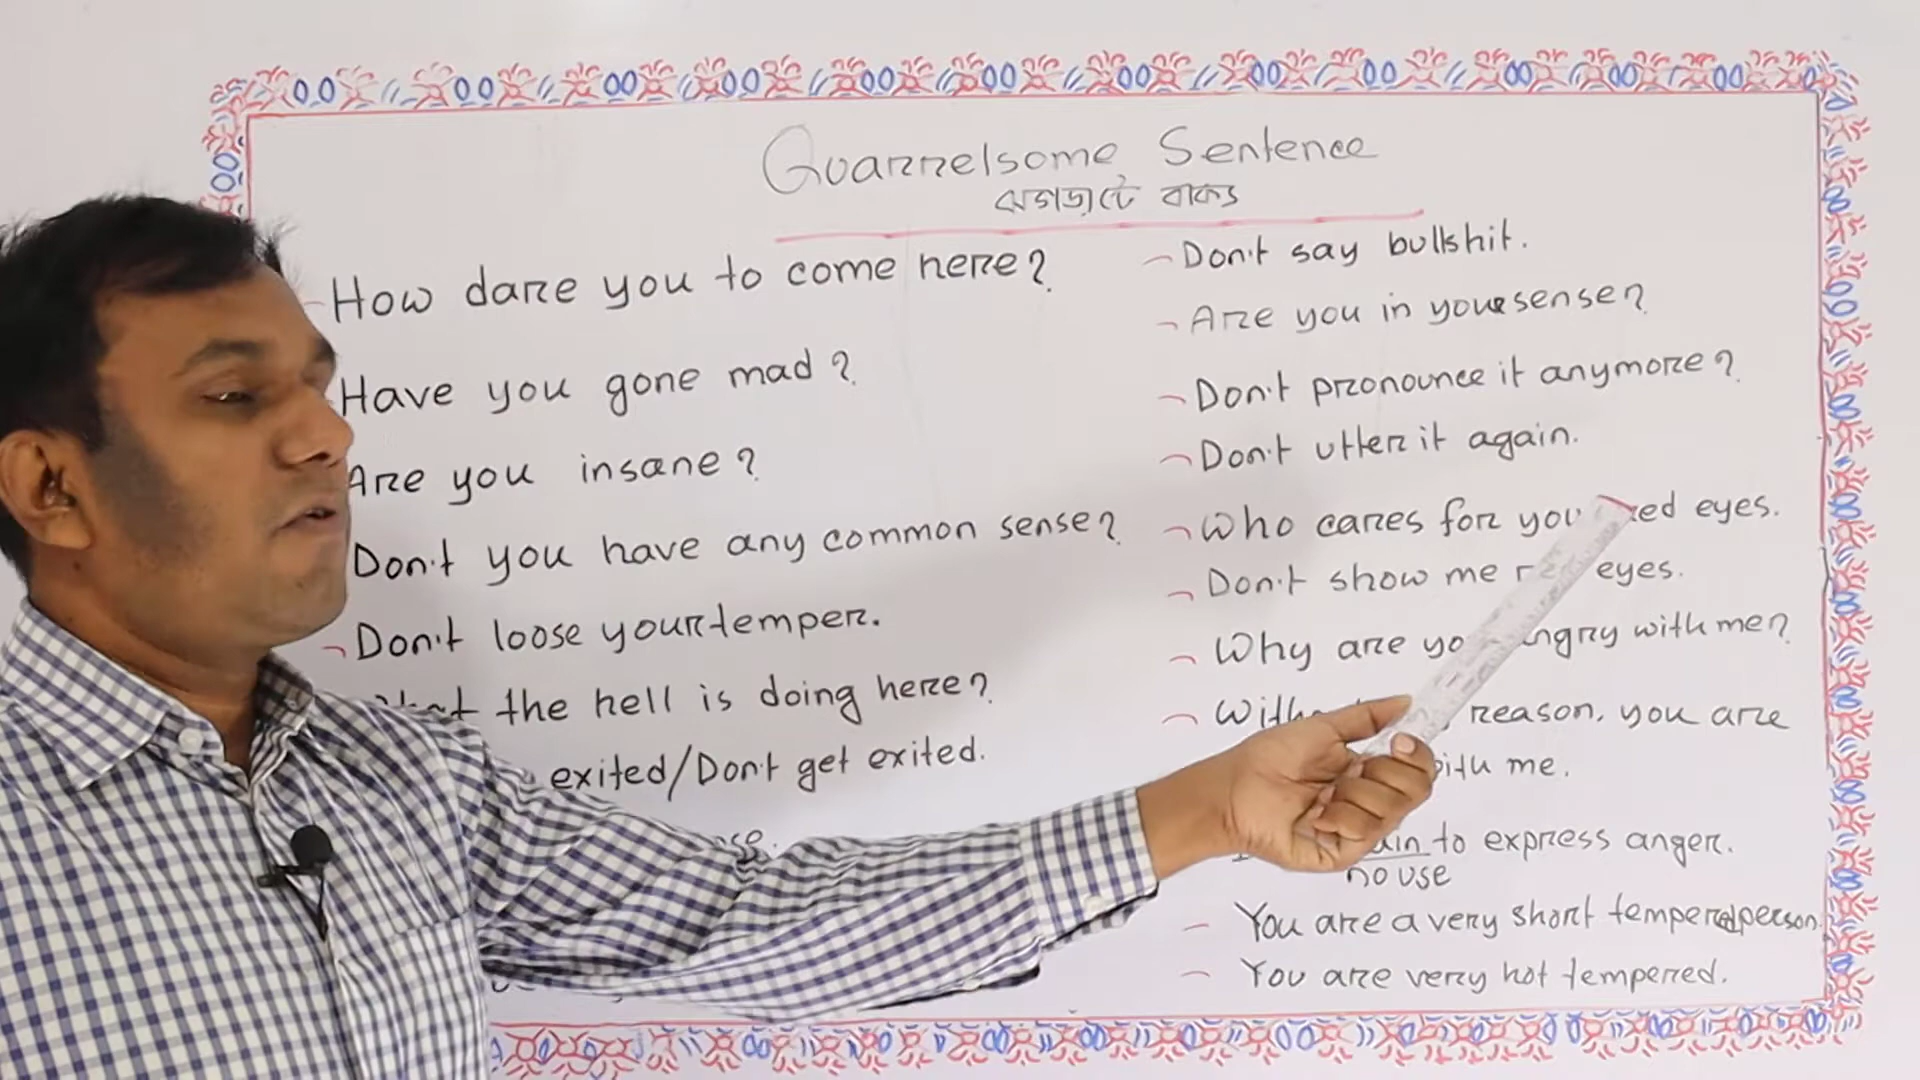 Quarrelsome Sentence
ঝগড়াটে বাক্য
How dare you to come here?
Have you gone mad?
Are you insane?
Don't you have any common sense?
Don't loose your temper.
the hell is doing here?
exited/Don't get exited.
Don't say bullshit.
Are you in your sense?
Don't pronounce it anymore?
Don't utter it again.
Who cares for you red eyes.
Don't show me eyes.
Why are angry with me?
reason, you are
with me.
to express anger.
no use
You are a very short tempered person.
You are very hot tempered.